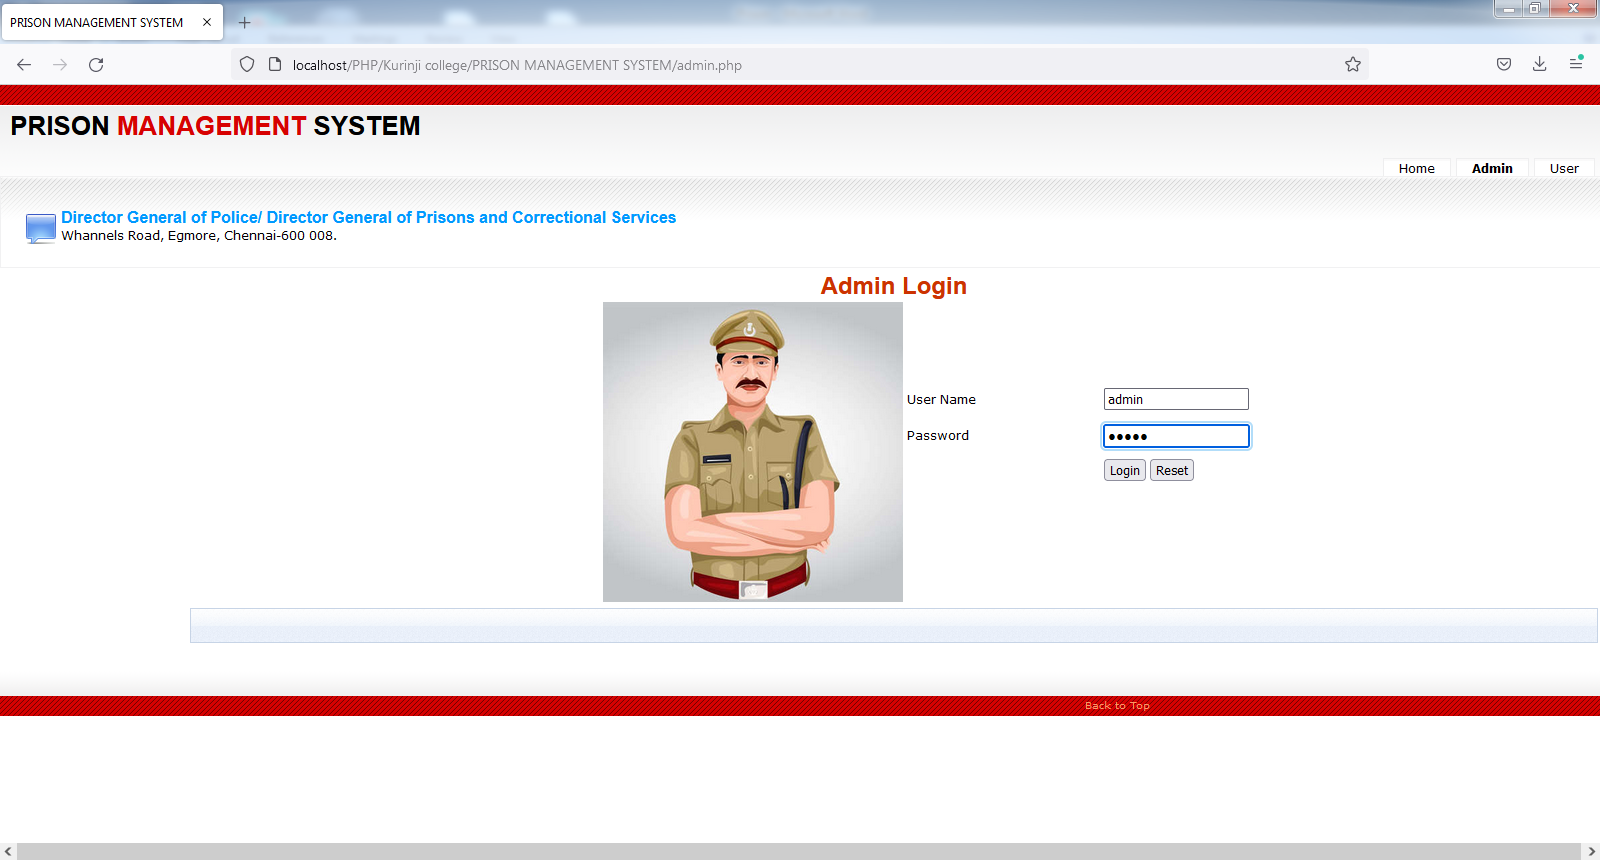 PRISON MANAGEMENT SYSTEM
localhost/PHP/Kurinji college/PRISON MANAGEMENT SYSTEM/admin.php
PRISON MANAGEMENT SYSTEM
Home Admin User
Director General of Police/ Director General of Prisons and Correctional Services
Whannels Road, Egmore, Chennai-600 008.
Admin Login
User Name admin
Password •••••
Login Reset
Back to Top